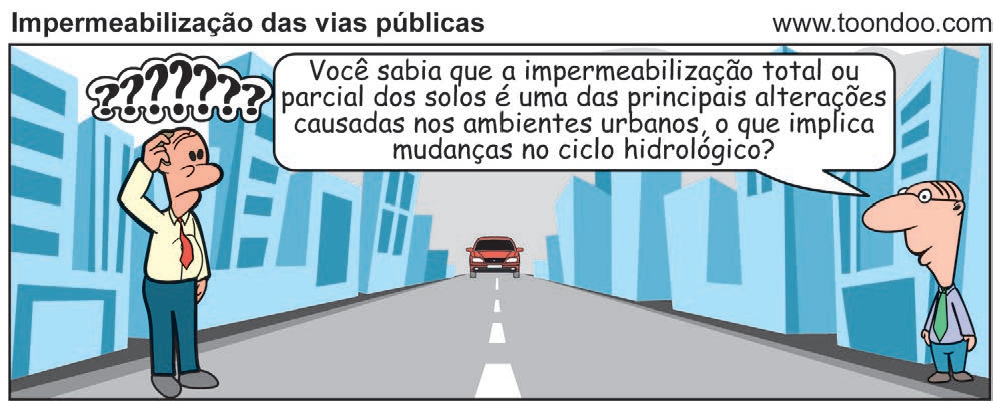 Impermeabilização das vias públicas
www.toondoo.com
???????
Você sabia que a impermeabilização total ou
parcial dos solos é uma das principais alterações
causadas nos ambientes urbanos, o que implica
mudanças no ciclo hidrológico?